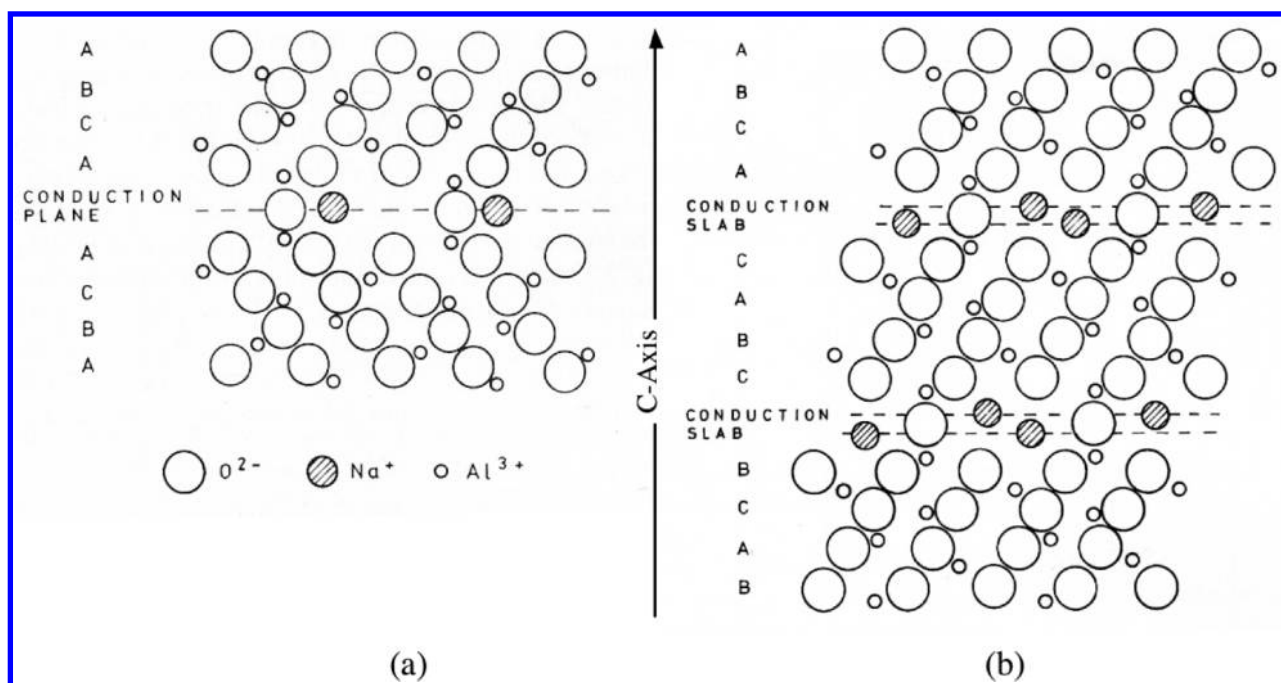 A
B
C
A
CONDUCTION
PLANE
A
C
B
A
O²⁻ Na⁺ Al³⁺
(a)
C-Axis
A
B
C
A
CONDUCTION
SLAB
C
A
B
C
CONDUCTION
SLAB
B
C
A
B
(b)